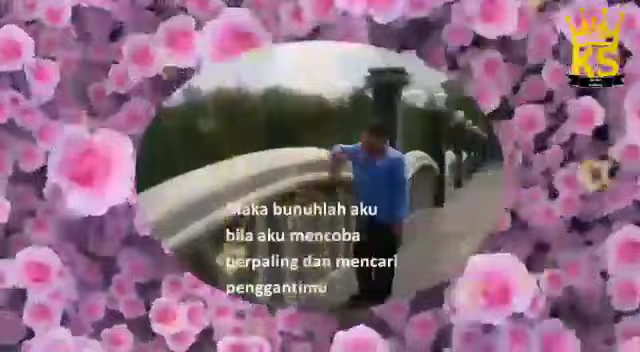 KS
Maka bunuhlah aku
bila aku mencoba
berpaling dan mencari
penggantimu